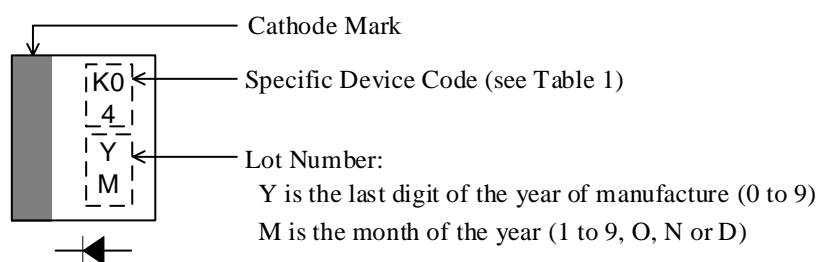 Cathode Mark
K0
4
Specific Device Code (see Table 1)
Y
M
Lot Number:
Y is the last digit of the year of manufacture (0 to 9)
M is the month of the year (1 to 9, O, N or D)